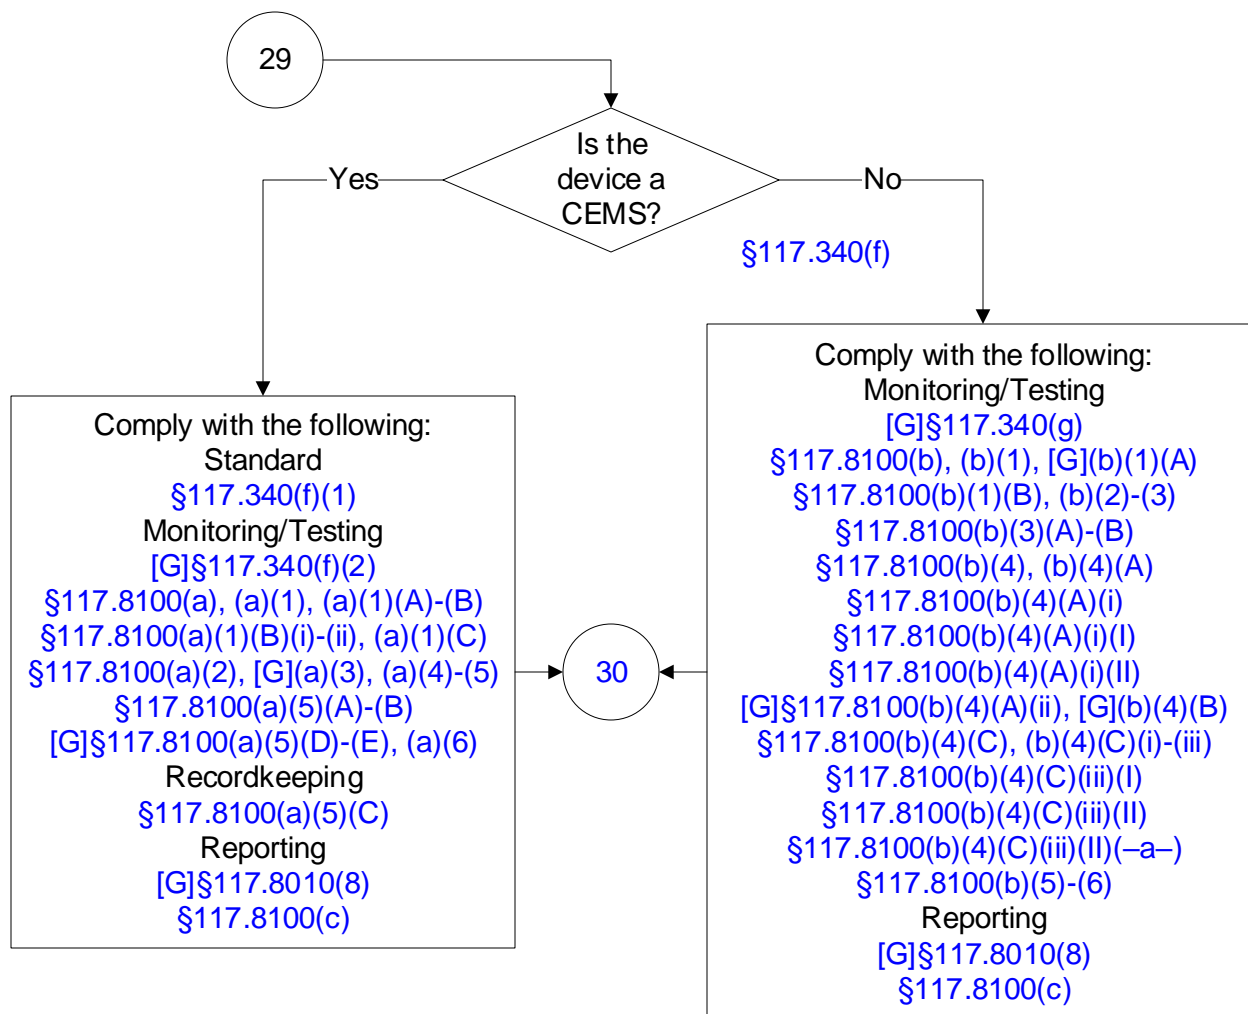 29
Is the
device a
CEMS?
Yes
No
§117.340(f)
Comply with the following:
Standard
§117.340(f)(1)
Monitoring/Testing
[G]§117.340(f)(2)
§117.8100(a), (a)(1), (a)(1)(A)-(B)
§117.8100(a)(1)(B)(i)-(ii), (a)(1)(C)
§117.8100(a)(2), [G](a)(3), (a)(4)-(5)
§117.8100(a)(5)(A)-(B)
[G]§117.8100(a)(5)(D)-(E), (a)(6)
Recordkeeping
§117.8100(a)(5)(C)
Reporting
[G]§117.8010(8)
§117.8100(c)
30
Comply with the following:
Monitoring/Testing
[G]§117.340(g)
§117.8100(b), (b)(1), [G](b)(1)(A)
§117.8100(b)(1)(B), (b)(2)-(3)
§117.8100(b)(3)(A)-(B)
§117.8100(b)(4), (b)(4)(A)
§117.8100(b)(4)(A)(i)
§117.8100(b)(4)(A)(i)(I)
§117.8100(b)(4)(A)(i)(II)
[G]§117.8100(b)(4)(A)(ii), [G](b)(4)(B)
§117.8100(b)(4)(C), (b)(4)(C)(i)-(iii)
§117.8100(b)(4)(C)(iii)(I)
§117.8100(b)(4)(C)(iii)(II)
§117.8100(b)(4)(C)(iii)(II)(–a–)
§117.8100(b)(5)-(6)
Reporting
[G]§117.8010(8)
§117.8100(c)